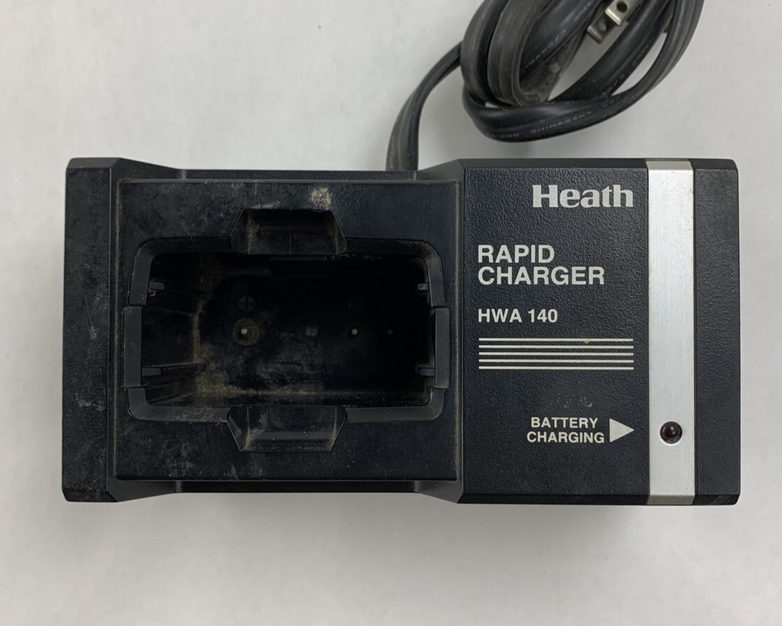 Heath
RAPID
CHARGER
HWA 140
BATTERY
CHARGING